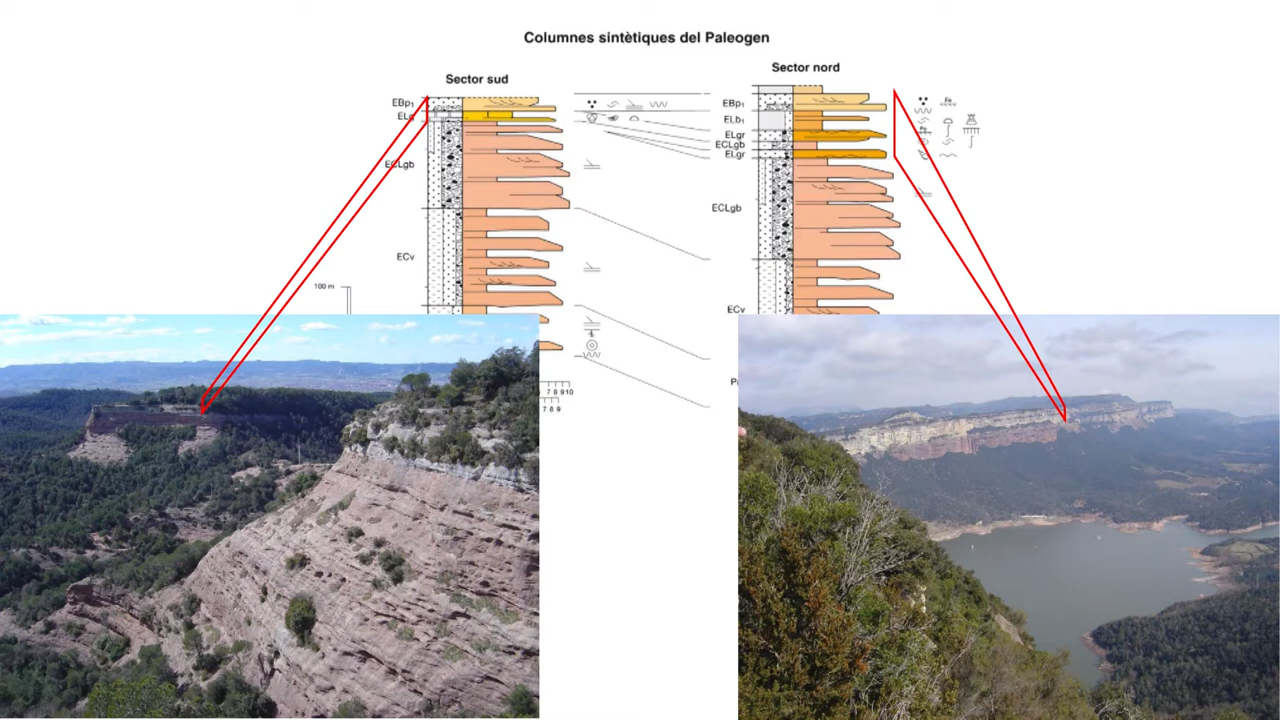 Columnes sintètiques del Paleogen
Sector sud
Sector nord
EBp1
ECLgb
ECv
100 m
7 8 9 10
7 8 9
EBp1
ELb1
ELgr
ECLgb
ELgr
ECLgb
ECv
Fe